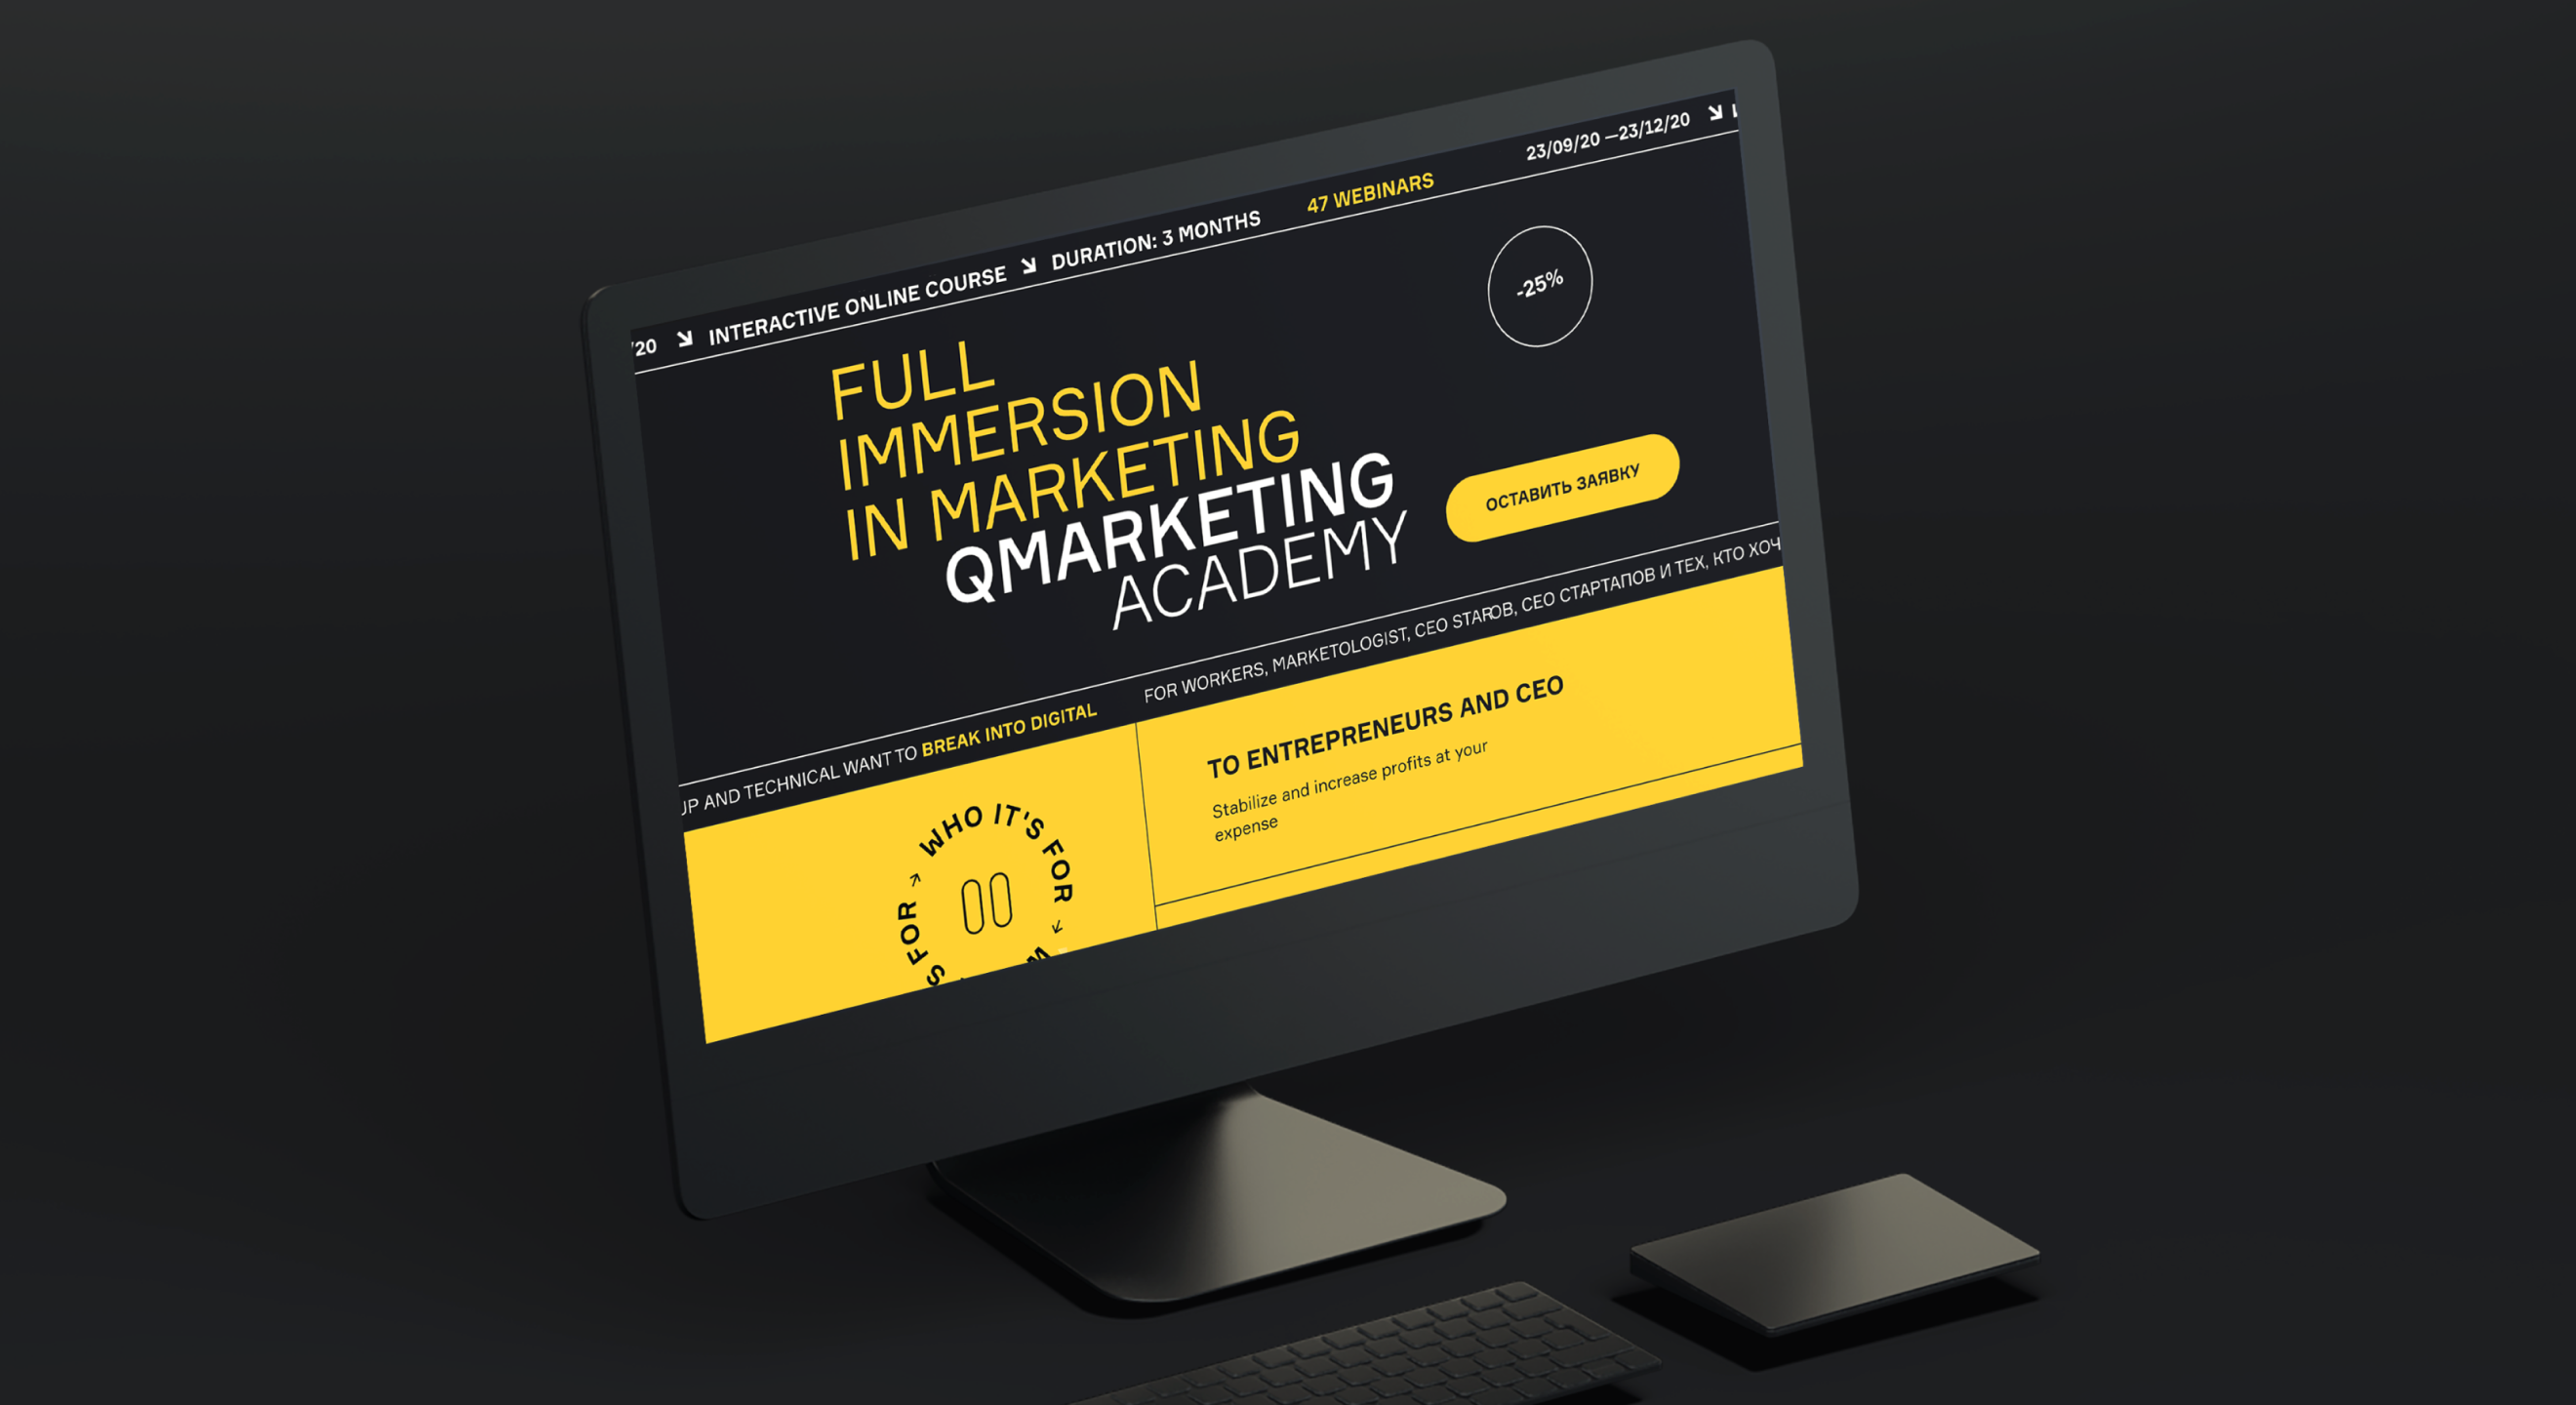 /20 ↘ INTERACTIVE ONLINE COURSE ↘ DURATION: 3 MONTHS 47 WEBINARS 23/09/20 —23/12/20 ↘
-25%
FULL
IMMERSION
IN MARKETING
QMARKETING
ACADEMY
ОСТАВИТЬ ЗАЯВКУ
UP AND TECHNICAL WANT TO BREAK INTO DIGITAL FOR WORKERS, MARKETOLOGIST, CEO STAROB, CEO СТАРТАПОВ И ТЕХ, КТО ХОЧ
WHO IT'S FOR ↙ W
S FOR ↗
TO ENTREPRENEURS AND CEO
Stabilize and increase profits at your
expense